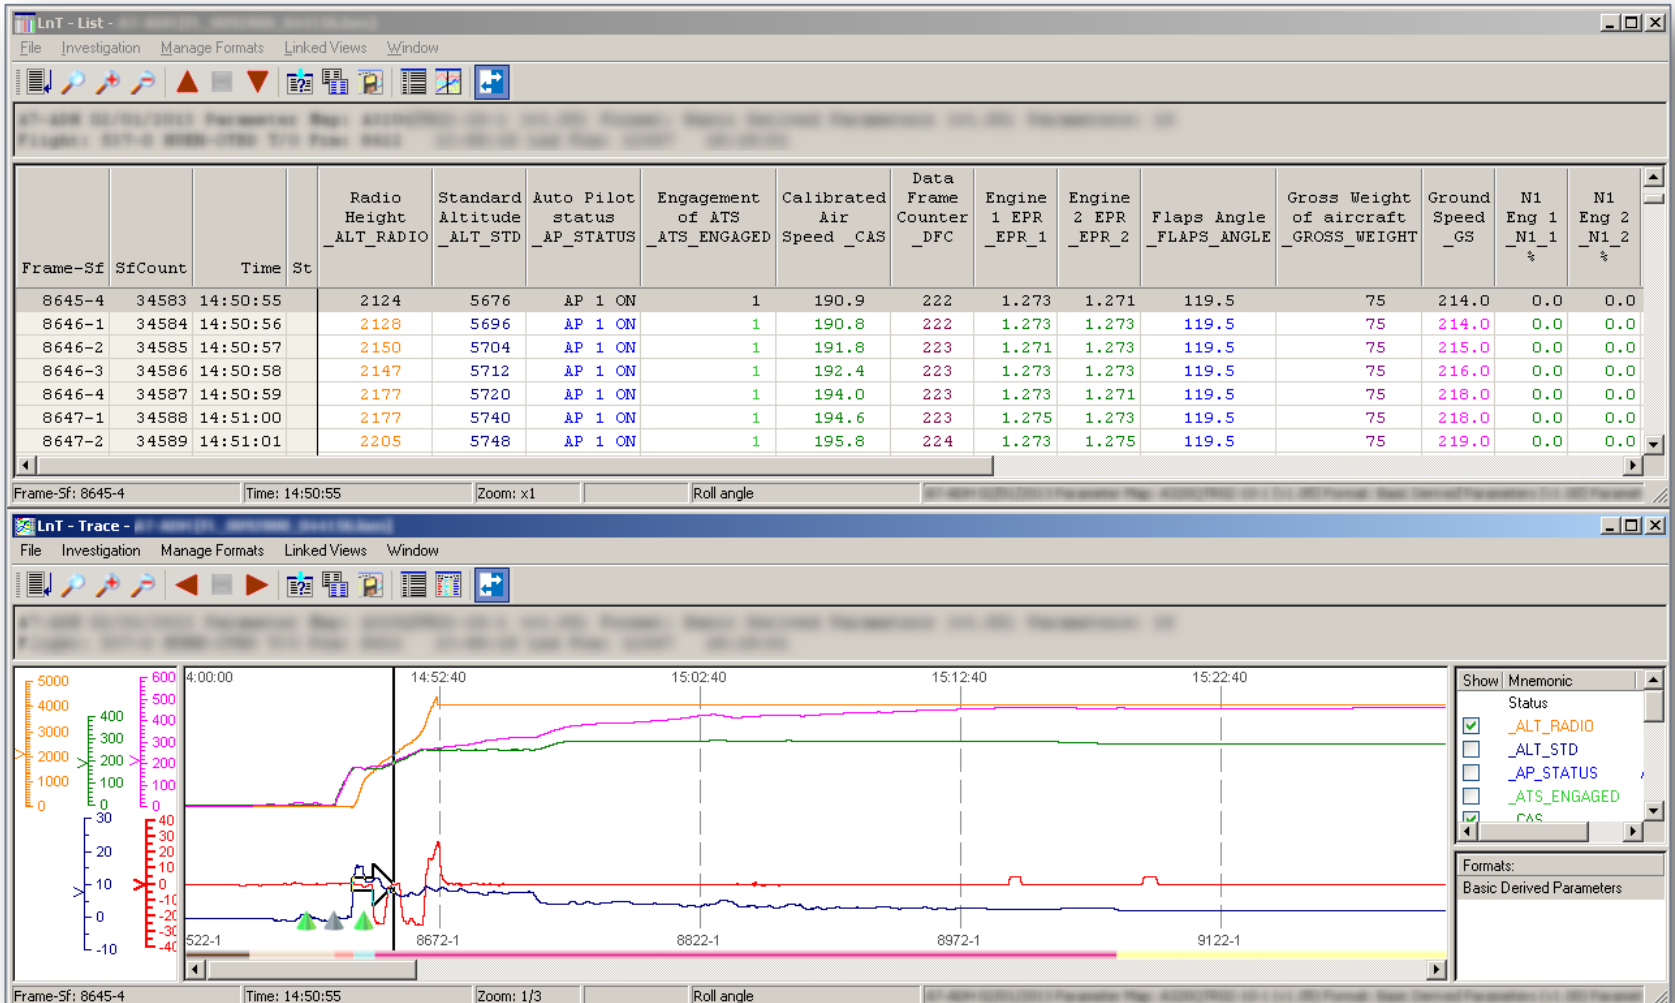 LnT - List -
File Investigation Manage Formats Linked Views Window
Frame-Sf SfCount Time St Radio Height _ALT_RADIO Standard Altitude _ALT_STD Auto Pilot status _AP_STATUS Engagement of ATS _ATS_ENGAGED Calibrated Air Speed _CAS Data Frame Counter _DFC Engine 1 EPR _EPR_1 Engine 2 EPR _EPR_2 Flaps Angle _FLAPS_ANGLE Gross Weight of aircraft _GROSS_WEIGHT Ground Speed _GS N1 Eng 1 _N1_1 % N1 Eng 2 _N1_2 %
8645-4 34583 14:50:55 2124 5676 AP 1 ON 1 190.9 222 1.273 1.271 119.5 75 214.0 0.0 0.0
8646-1 34584 14:50:56 2128 5696 AP 1 ON 1 190.8 222 1.273 1.273 119.5 75 214.0 0.0 0.0
8646-2 34585 14:50:57 2150 5704 AP 1 ON 1 191.8 223 1.271 1.273 119.5 75 215.0 0.0 0.0
8646-3 34586 14:50:58 2147 5712 AP 1 ON 1 192.4 223 1.273 1.273 119.5 75 216.0 0.0 0.0
8646-4 34587 14:50:59 2177 5720 AP 1 ON 1 194.0 223 1.273 1.271 119.5 75 218.0 0.0 0.0
8647-1 34588 14:51:00 2177 5740 AP 1 ON 1 194.6 223 1.275 1.273 119.5 75 218.0 0.0 0.0
8647-2 34589 14:51:01 2205 5748 AP 1 ON 1 195.8 224 1.273 1.275 119.5 75 219.0 0.0 0.0
Frame-Sf: 8645-4 Time: 14:50:55 Zoom: x1 Roll angle
LnT - Trace -
File Investigation Manage Formats Linked Views Window
5000
4000
3000
2000
1000
0
400
300
200
100
0
600
500
400
300
200
100
0
30
20
10
0
-10
40
30
20
10
0
-10
-20
-30
-40
4:00:00 14:52:40 15:02:40 15:12:40 15:22:40
522-1 8672-1 8822-1 8972-1 9122-1
Show Mnemonic
Status
_ALT_RADIO
_ALT_STD
_AP_STATUS
_ATS_ENGAGED
_CAS
Formats:
Basic Derived Parameters
Frame-Sf: 8645-4 Time: 14:50:55 Zoom: 1/3 Roll angle